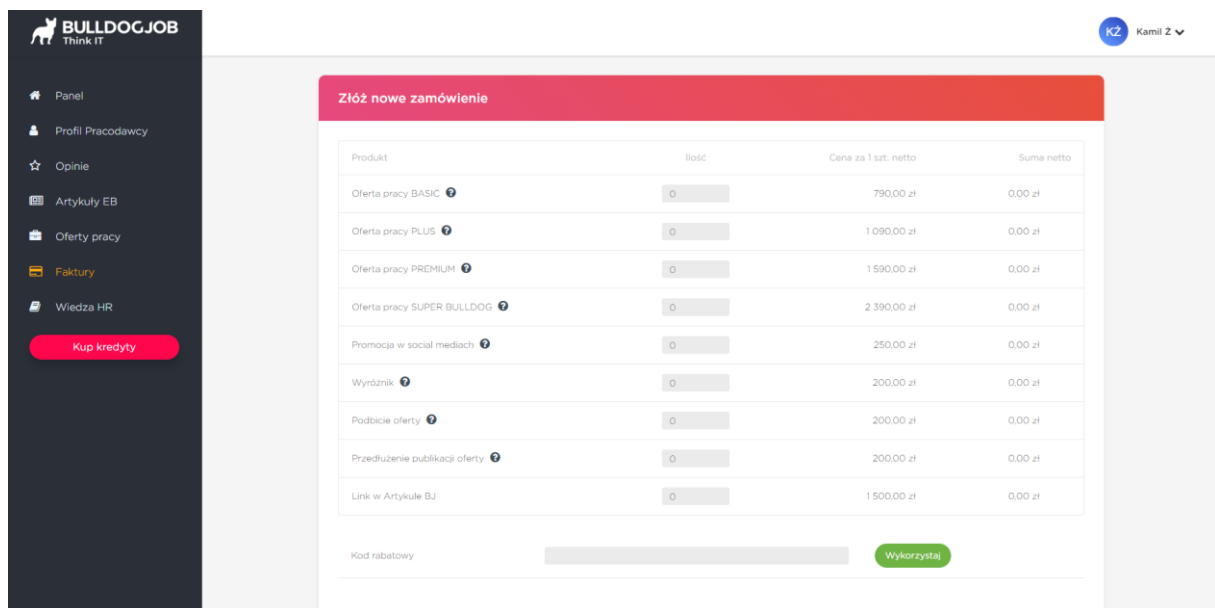 BULLDOGJOB
Think IT
KŻ Kamil Ż
Panel
Profil Pracodawcy
Opinie
Artykuły EB
Oferty pracy
Faktury
Wiedza HR
Kup kredyty
Złóż nowe zamówienie
Produkt Ilość Cena za 1 szt. netto Suma netto
Oferta pracy BASIC 0 790,00 zł 0,00 zł
Oferta pracy PLUS 0 1 090,00 zł 0,00 zł
Oferta pracy PREMIUM 0 1 590,00 zł 0,00 zł
Oferta pracy SUPER BULLDOG 0 2 390,00 zł 0,00 zł
Promocja w social mediach 0 250,00 zł 0,00 zł
Wyróżnik 0 200,00 zł 0,00 zł
Podbicie oferty 0 200,00 zł 0,00 zł
Przedłużenie publikacji oferty 0 200,00 zł 0,00 zł
Link w Artykule BJ 0 1 500,00 zł 0,00 zł
Kod rabatowy Wykorzystaj